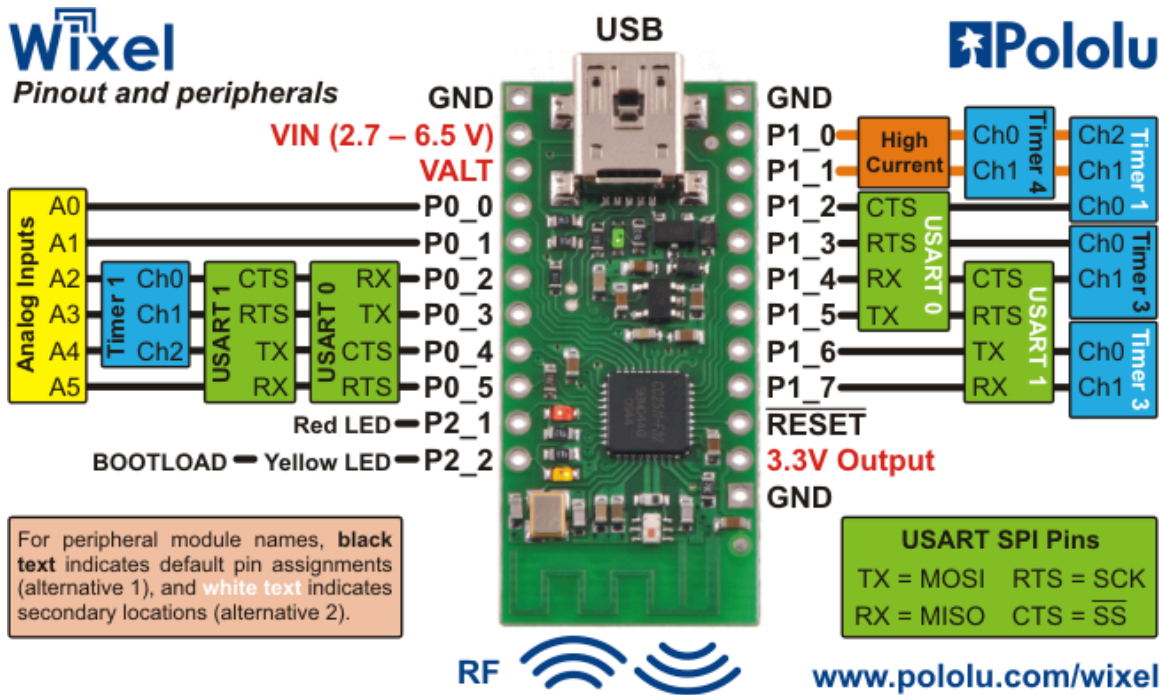 Wixel
Pinout and peripherals
USB
Pololu
GND
VIN (2.7 – 6.5 V)
VALT
P0_0
P0_1
P0_2
P0_3
P0_4
P0_5
Red LED P2_1
BOOTLOAD Yellow LED P2_2
Analog Inputs
A0
A1
A2
A3
A4
A5
Timer 1
Ch0
Ch1
Ch2
USART 1
CTS
RTS
TX
RX
USART 0
RX
TX
CTS
RTS
GND
P1_0
P1_1
P1_2
P1_3
P1_4
P1_5
P1_6
P1_7
RESET
3.3V Output
GND
High
Current
Ch0
Ch1
Timer 4
Ch2
Ch1
Ch0
Timer 1
CTS
RTS
RX
TX
USART 0
Ch0
Ch1
Timer 3
CTS
RTS
TX
RX
USART 1
Ch0
Ch1
Timer 3
For peripheral module names, black
text indicates default pin assignments
(alternative 1), and white text indicates
secondary locations (alternative 2).
USART SPI Pins
TX = MOSI RTS = SCK
RX = MISO CTS = SS
RF
www.pololu.com/wixel